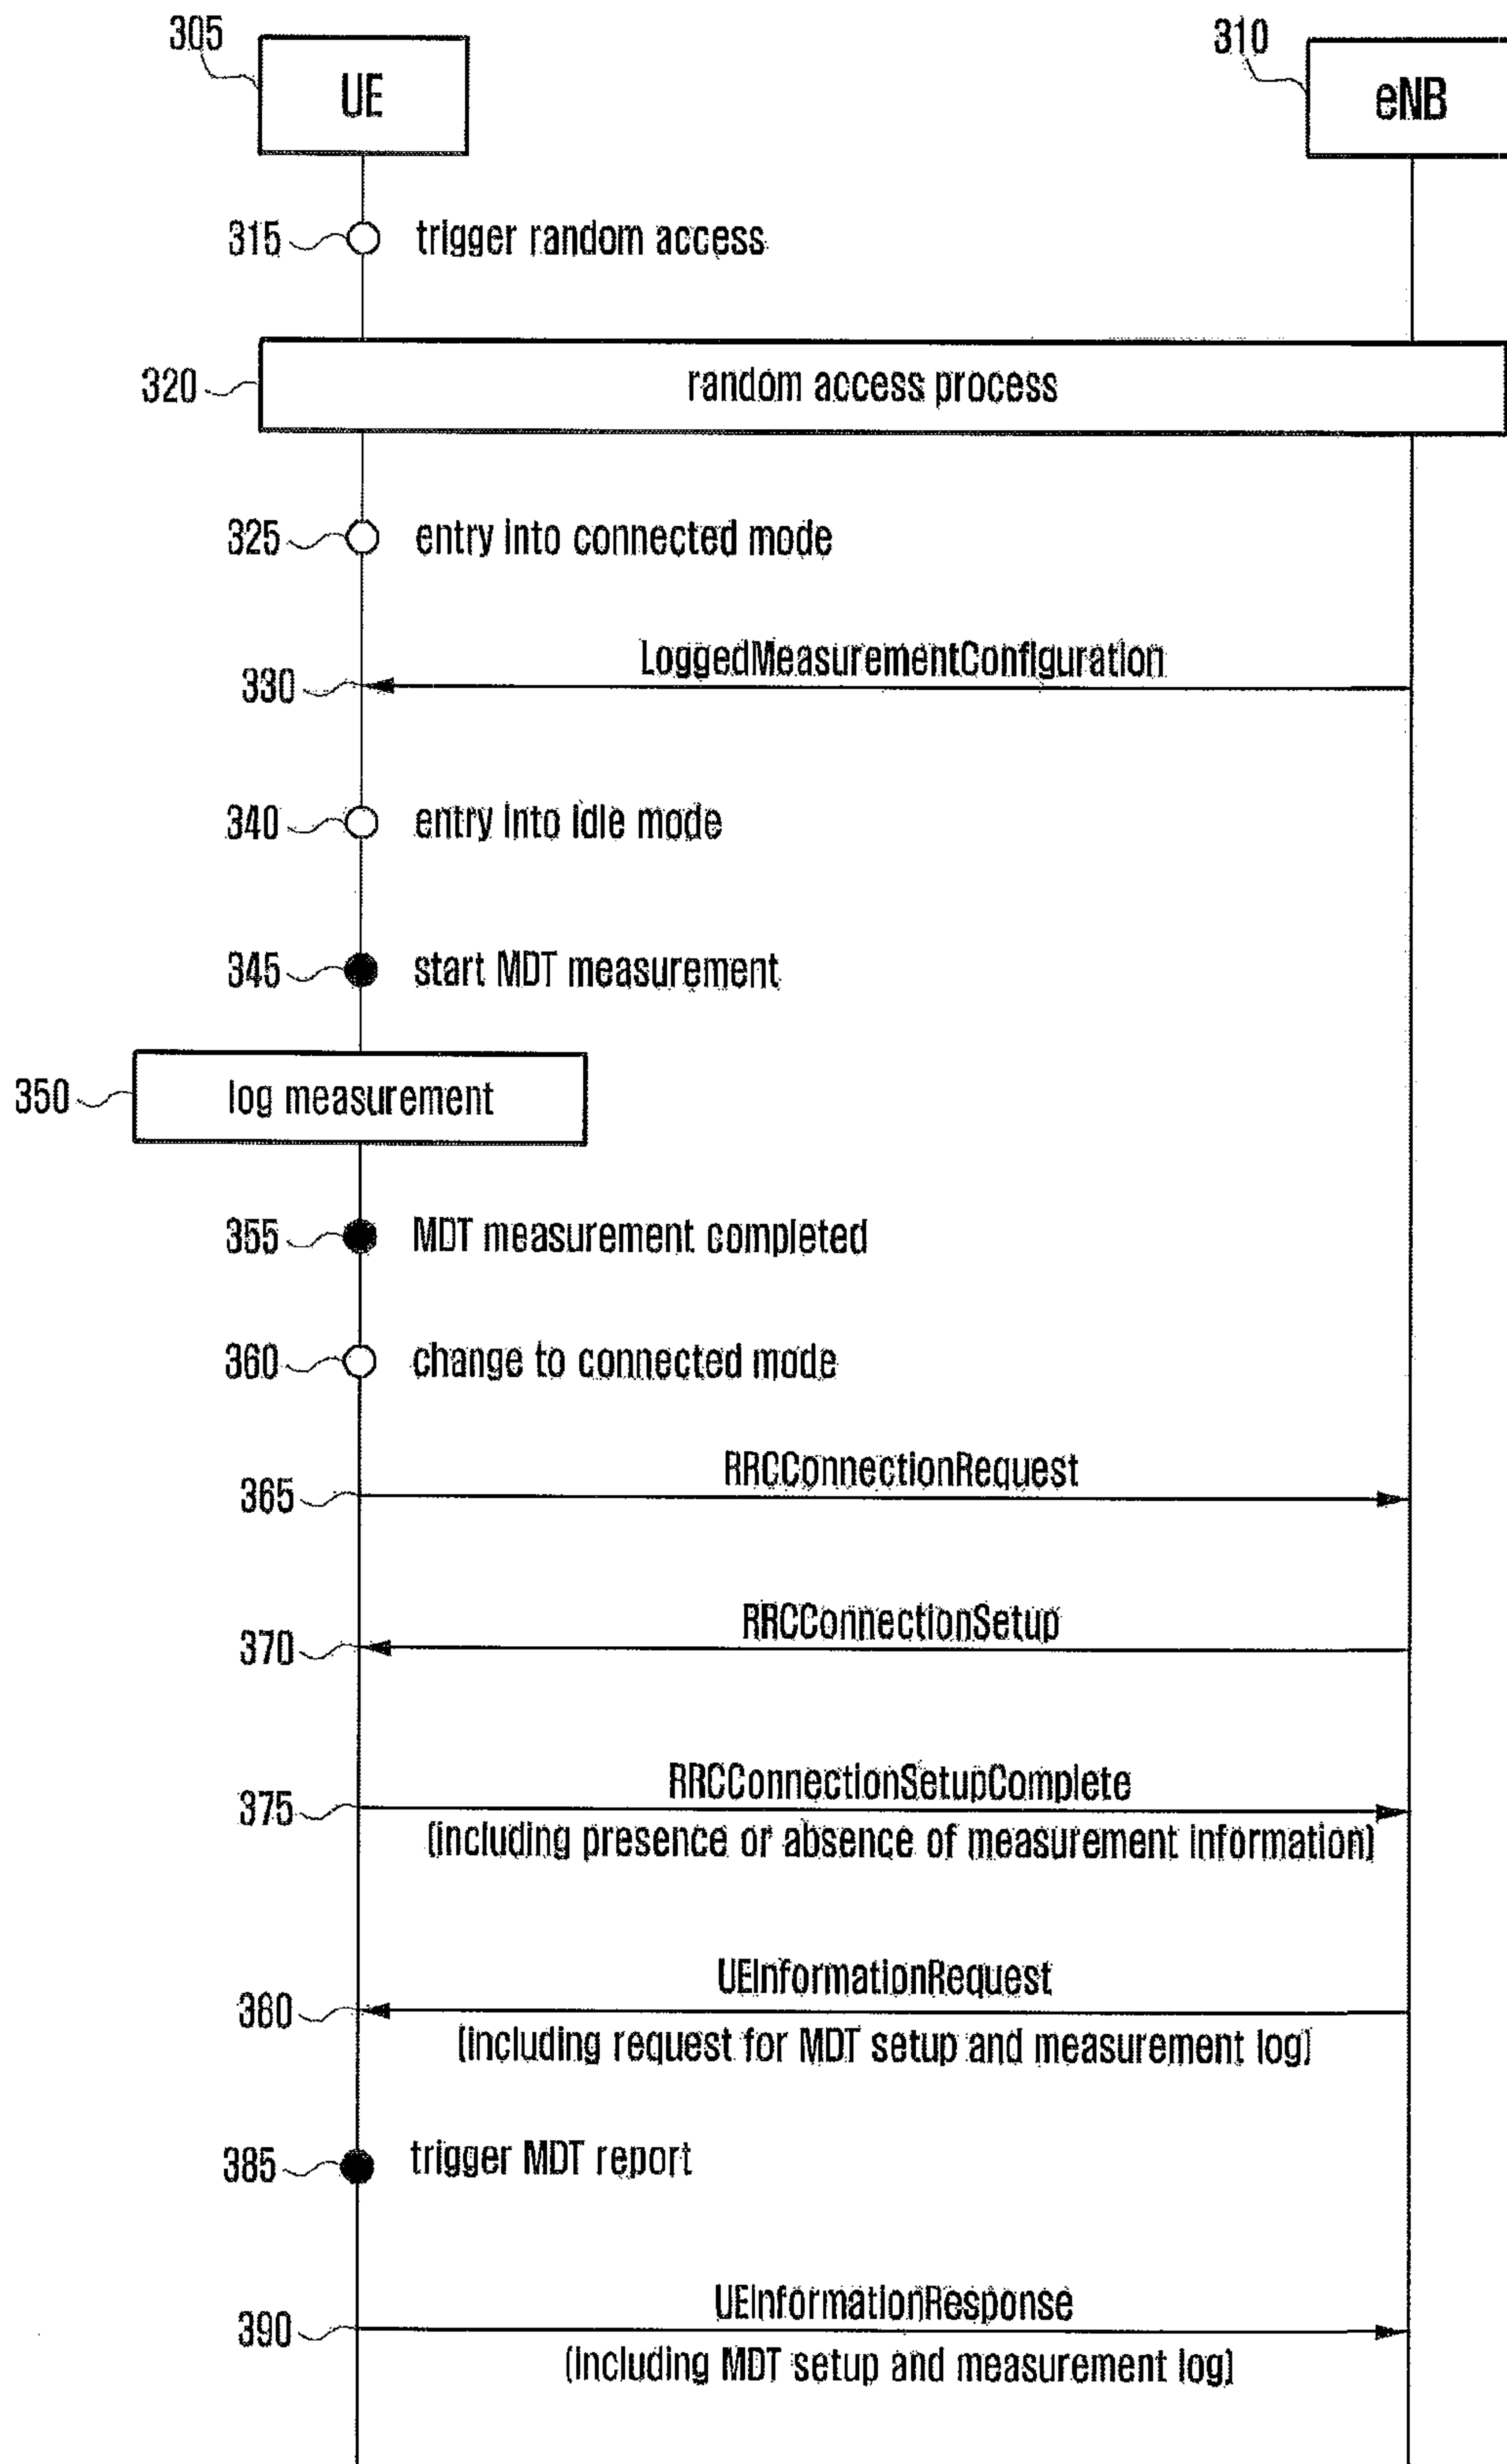 305
UE
310
eNB
315 trigger random access
320 random access process
325 entry into connected mode
LoggedMeasurementConfiguration
330
340 entry into idle mode
345 start MDT measurement
350 log measurement
355 MDT measurement completed
360 change to connected mode
RRCConnectionRequest
365
RRCConnectionSetup
370
RRCConnectionSetupComplete
375
(including presence or absence of measurement information)
UEInformationRequest
380
(including request for MDT setup and measurement log)
385 trigger MDT report
UEInformationResponse
390
(including MDT setup and measurement log)